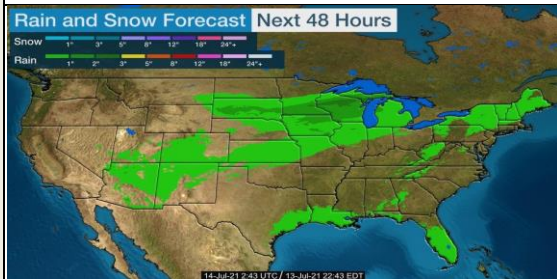 Rain and Snow Forecast Next 48 Hours
Snow
1" 3" 5" 8" 12" 18" 24"+
Rain
1" 2" 3" 5" 8" 12" 18" 24"+
14-Jul-21 2:43 UTC / 13-Jul-21 22:43 EDT